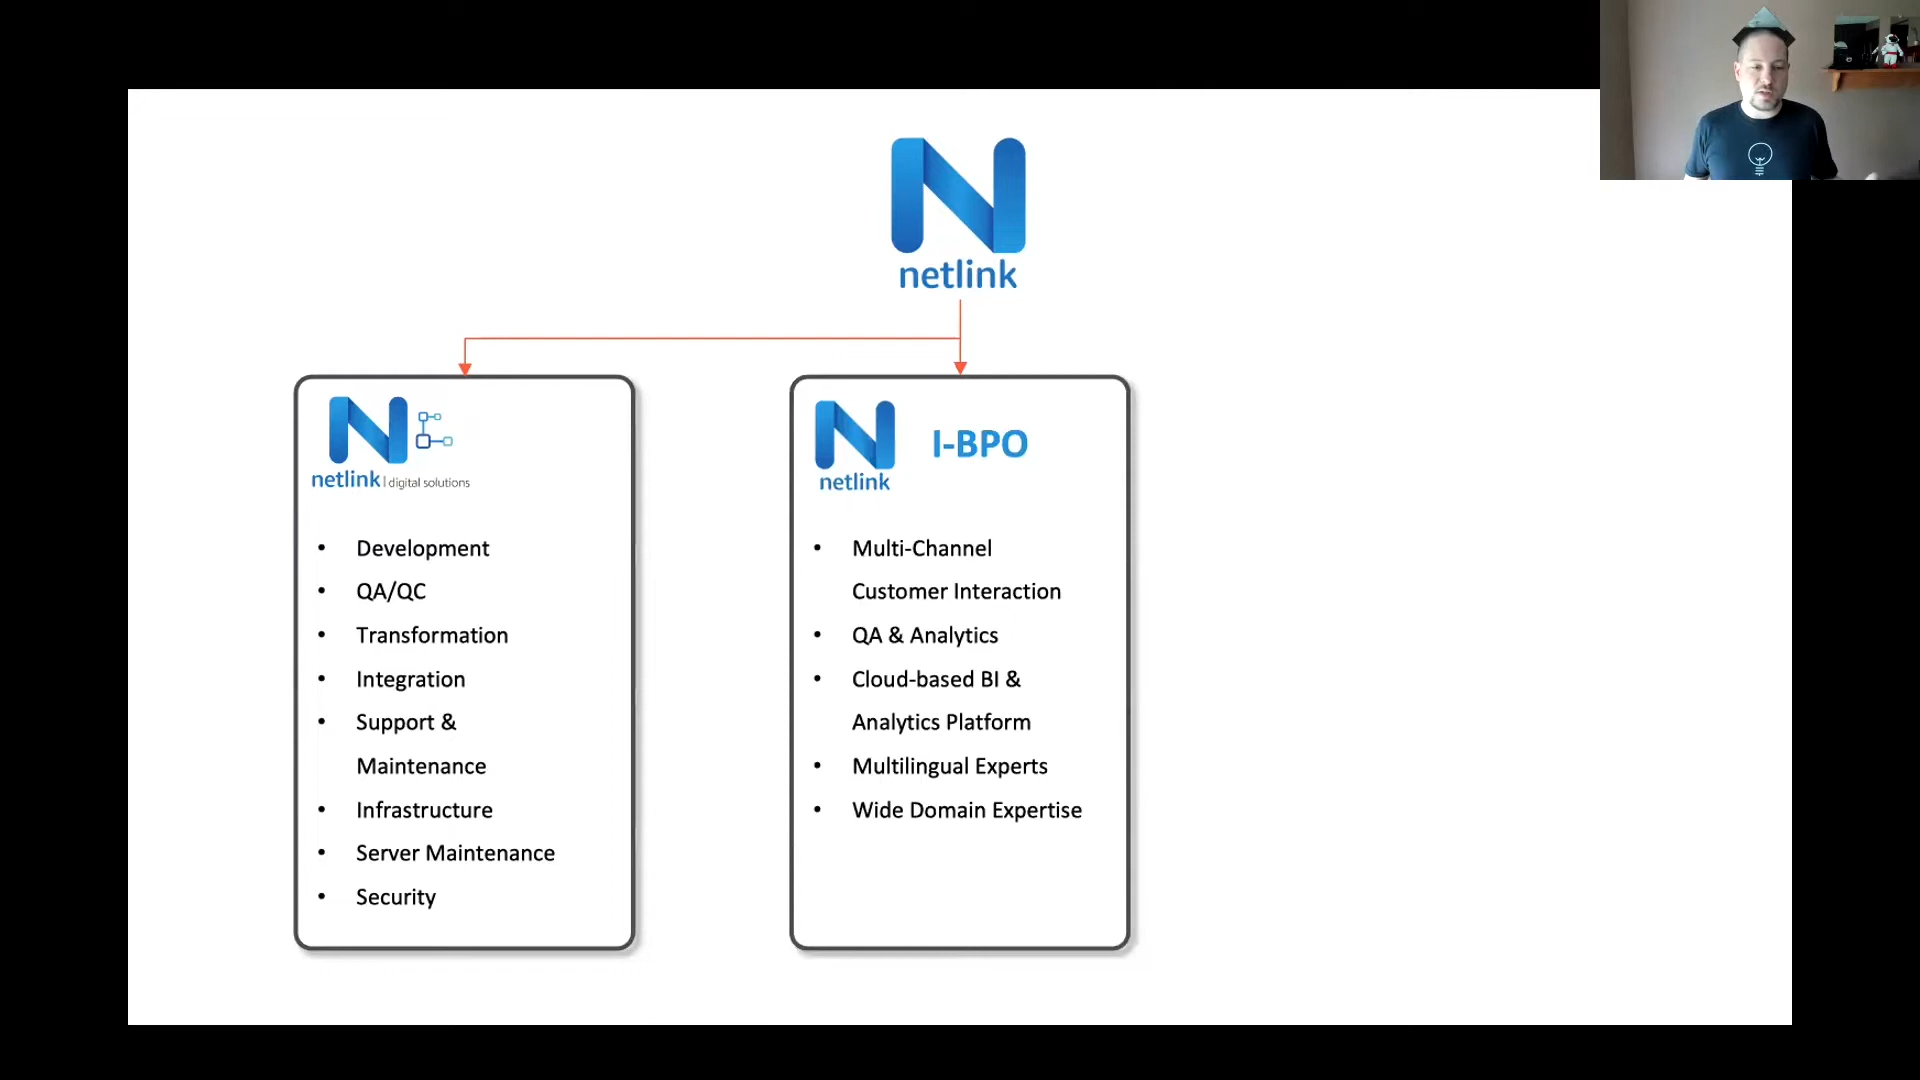 netlink
netlink | digital solutions
• Development
• QA/QC
• Transformation
• Integration
• Support &
Maintenance
• Infrastructure
• Server Maintenance
• Security
netlink
I-BPO
• Multi-Channel
Customer Interaction
• QA & Analytics
• Cloud-based BI &
Analytics Platform
• Multilingual Experts
• Wide Domain Expertise